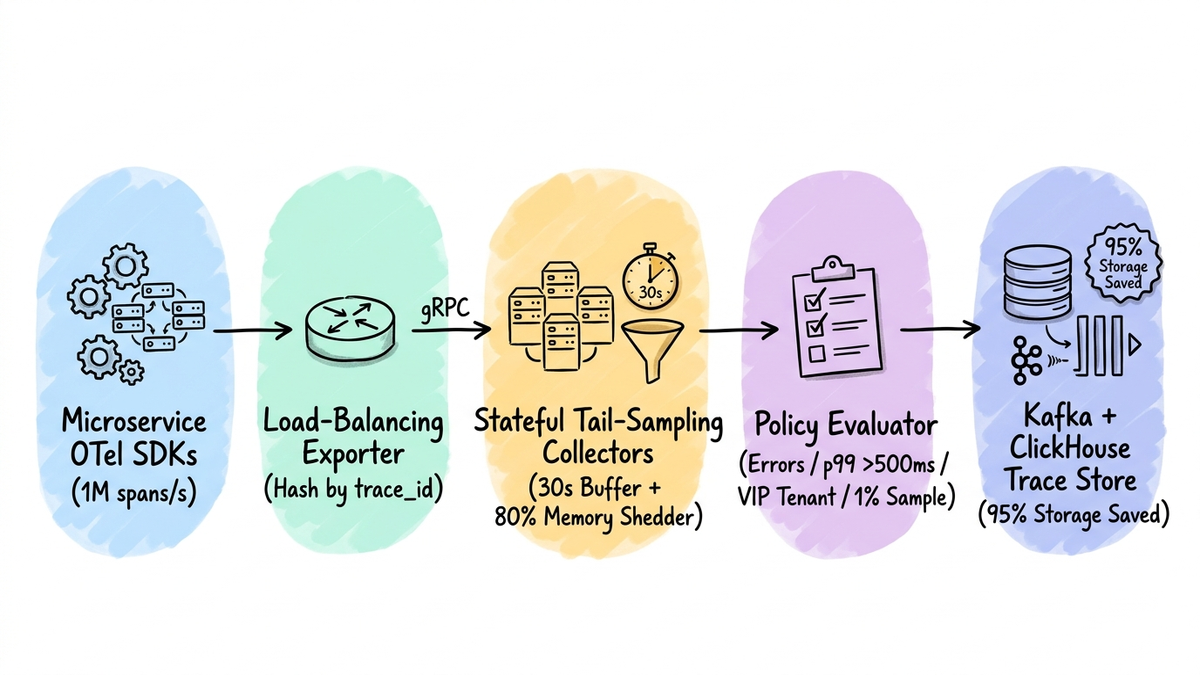 Microservice
OTel SDKs
(1M spans/s)
Load-Balancing
Exporter
(Hash by trace_id)
gRPC
30s
Stateful Tail-Sampling
Collectors
(30s Buffer +
80% Memory Shedder)
Policy Evaluator
(Errors / p99 >500ms /
VIP Tenant / 1% Sample)
95%
Storage
Saved
Kafka +
ClickHouse
Trace Store
(95% Storage Saved)